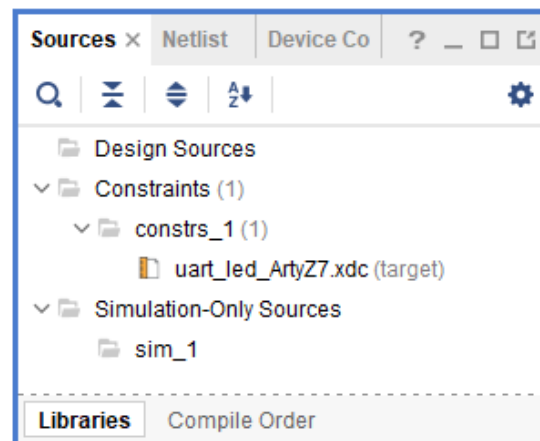 Sources × Netlist Device Co ?
A Z
Design Sources
Constraints (1)
constrs_1 (1)
uart_led_ArtyZ7.xdc (target)
Simulation-Only Sources
sim_1
Libraries Compile Order